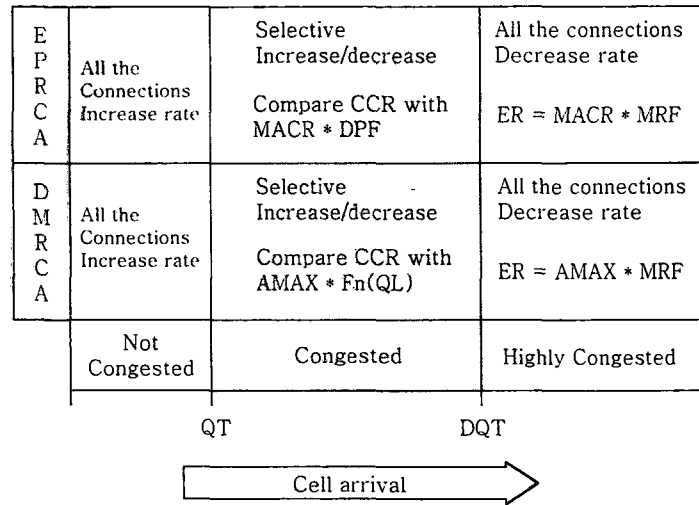 EPRCA
All the
Connections
Increase rate
Selective
Increase/decrease
Compare CCR with
MACR * DPF
All the connections
Decrease rate
ER = MACR * MRF
DMRCA
All the
Connections
Increase rate
Selective
Increase/decrease
Compare CCR with
AMAX * Fn(QL)
All the connections
Decrease rate
ER = AMAX * MRF
Not
Congested
Congested
Highly Congested
QT
DQT
Cell arrival